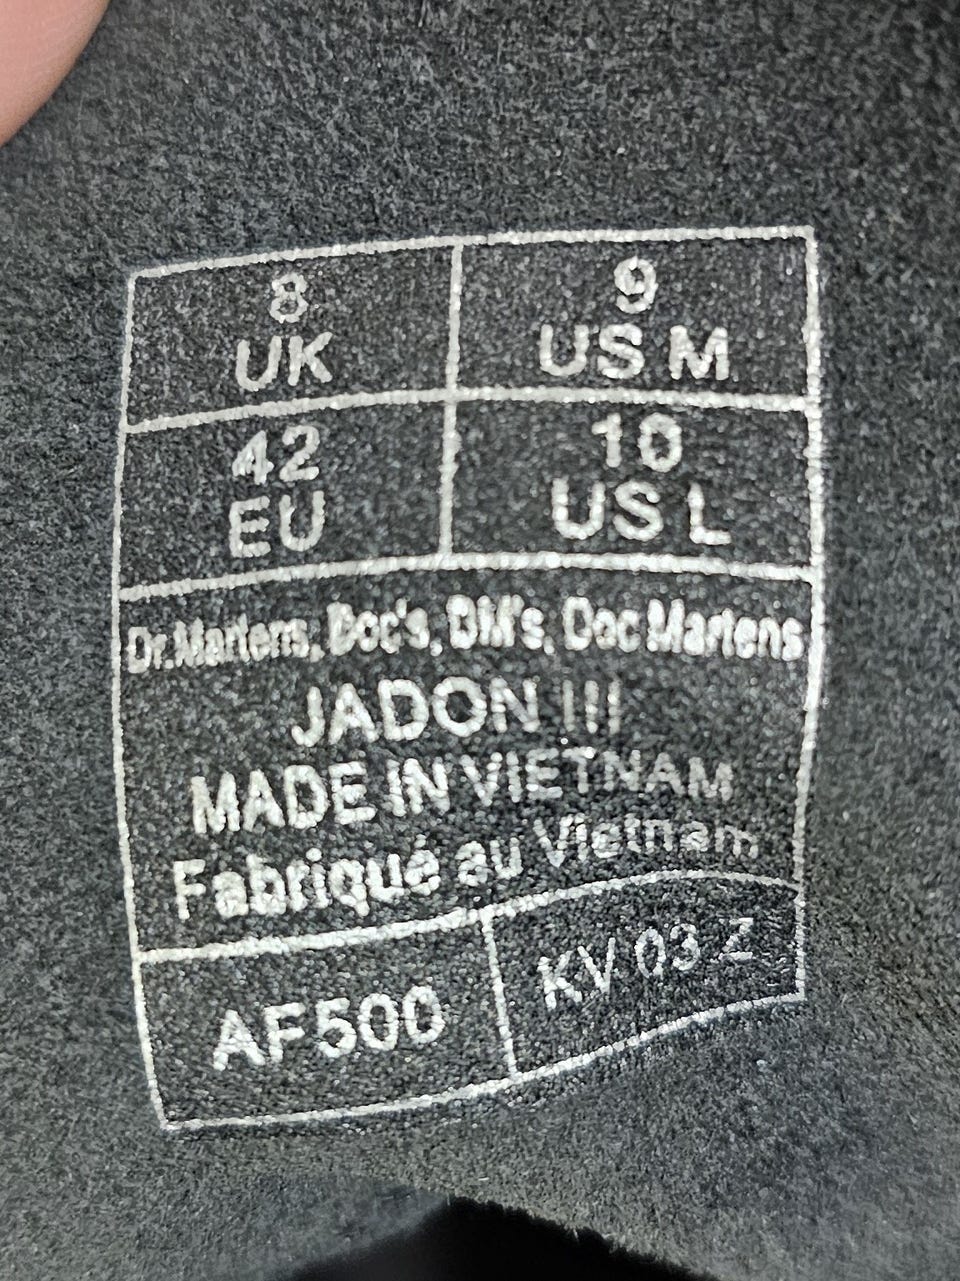 8
UK
9
US M
42
EU
10
US L
Dr.Martens, Doc's, DM's, Doc Martens
JADON III
MADE IN VIETNAM
Fabriqué au Vietnam
AF500
KV 03 Z